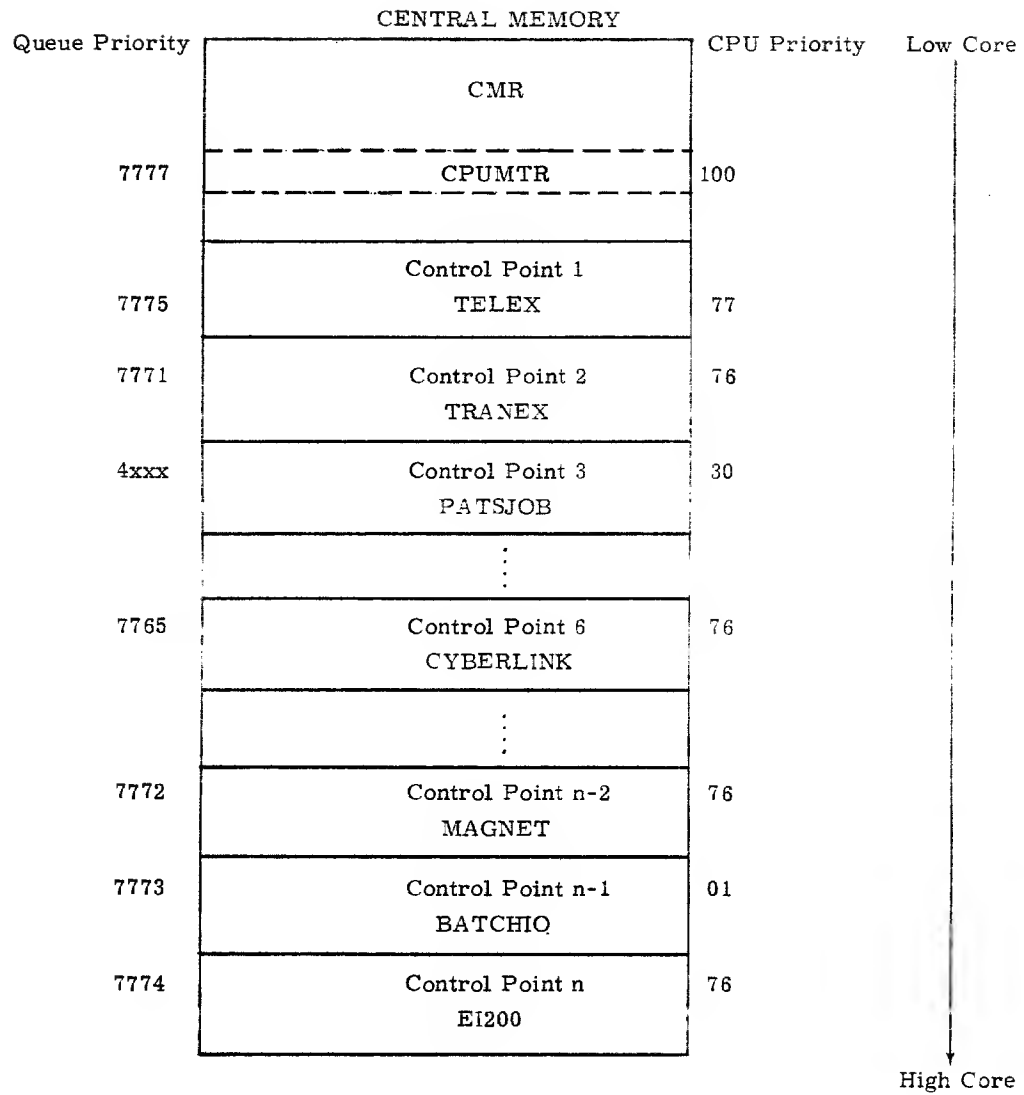 CENTRAL MEMORY
Queue Priority CPU Priority Low Core
CMR
7777 CPUMTR 100
Control Point 1
7775 TELEX 77
7771 Control Point 2 76
TRANEX
4xxx Control Point 3 30
PATSJOB
7765 Control Point 6 76
CYBERLINK
7772 Control Point n-2 76
MAGNET
7773 Control Point n-1 01
BATCHIO
7774 Control Point n 76
EI200
High Core